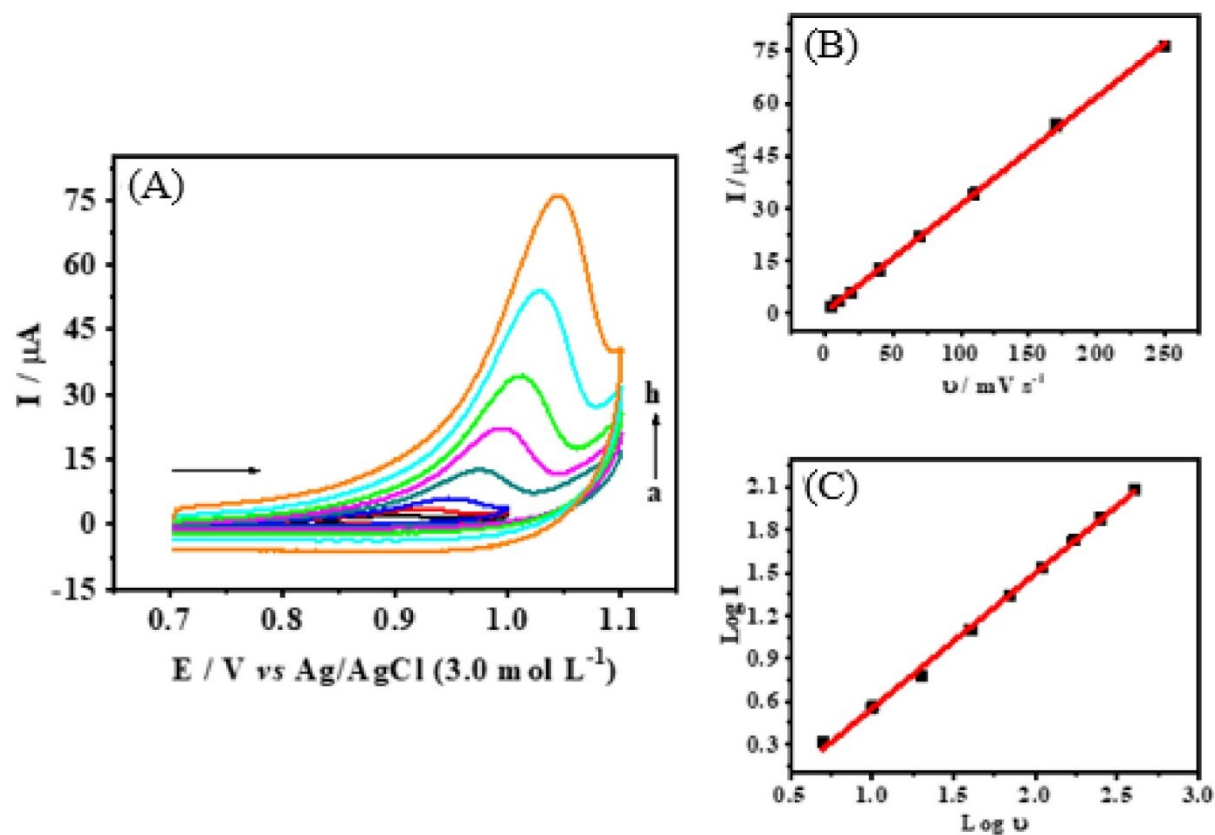 (A)
75
60
45
30
15
0
-15
I / μA
h
a
0.7 0.8 0.9 1.0 1.1
E / V vs Ag/AgCl (3.0 mol L⁻¹)
(B)
75
60
45
30
15
0
I / μA
0 50 100 150 200 250
υ / mV s⁻¹
(C)
2.1
1.8
1.5
1.2
0.9
0.6
0.3
Log I
0.5 1.0 1.5 2.0 2.5 3.0
Log υ